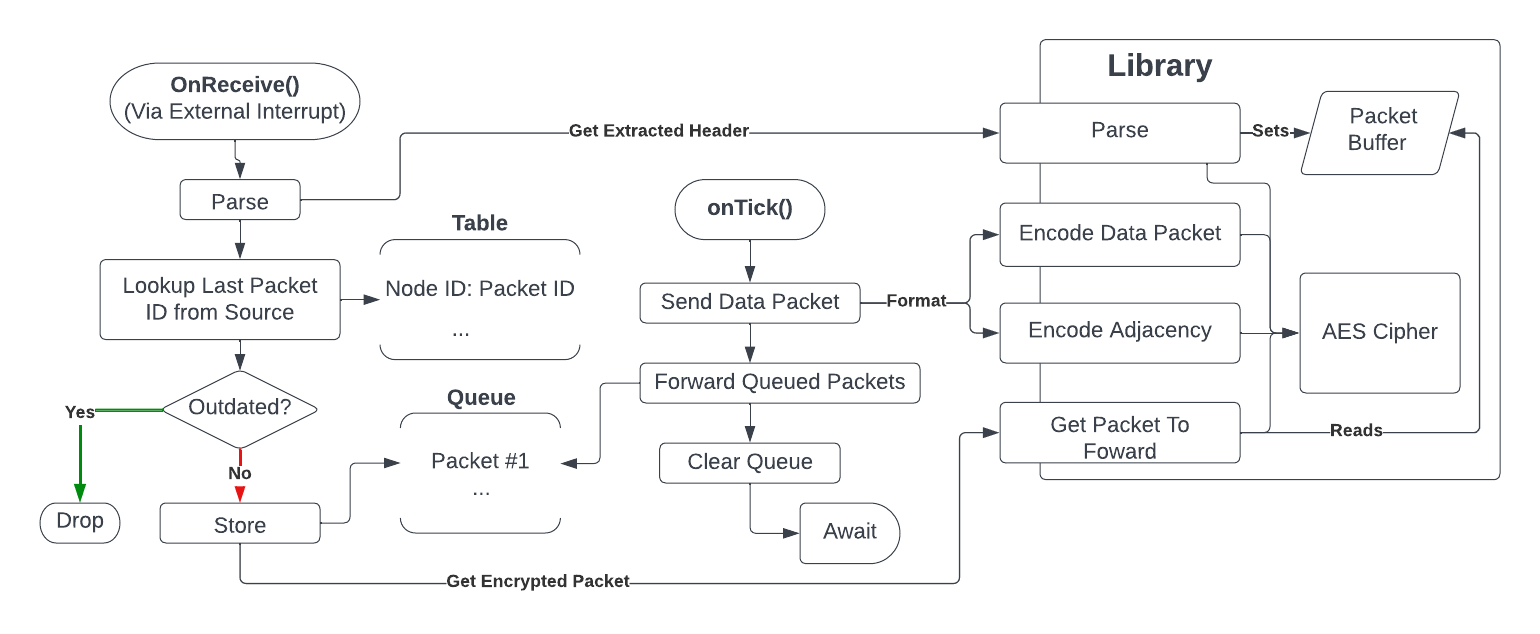 Library
OnReceive()
(Via External Interrupt)
Get Extracted Header
Parse
Sets
Packet
Buffer
Parse
onTick()
Table
Encode Data Packet
Lookup Last Packet
ID from Source
Node ID: Packet ID
...
Send Data Packet
Format
Encode Adjacency
AES Cipher
Forward Queued Packets
Queue
Outdated?
Yes
No
Packet #1
...
Clear Queue
Get Packet To
Foward
Reads
Drop
Store
Await
Get Encrypted Packet